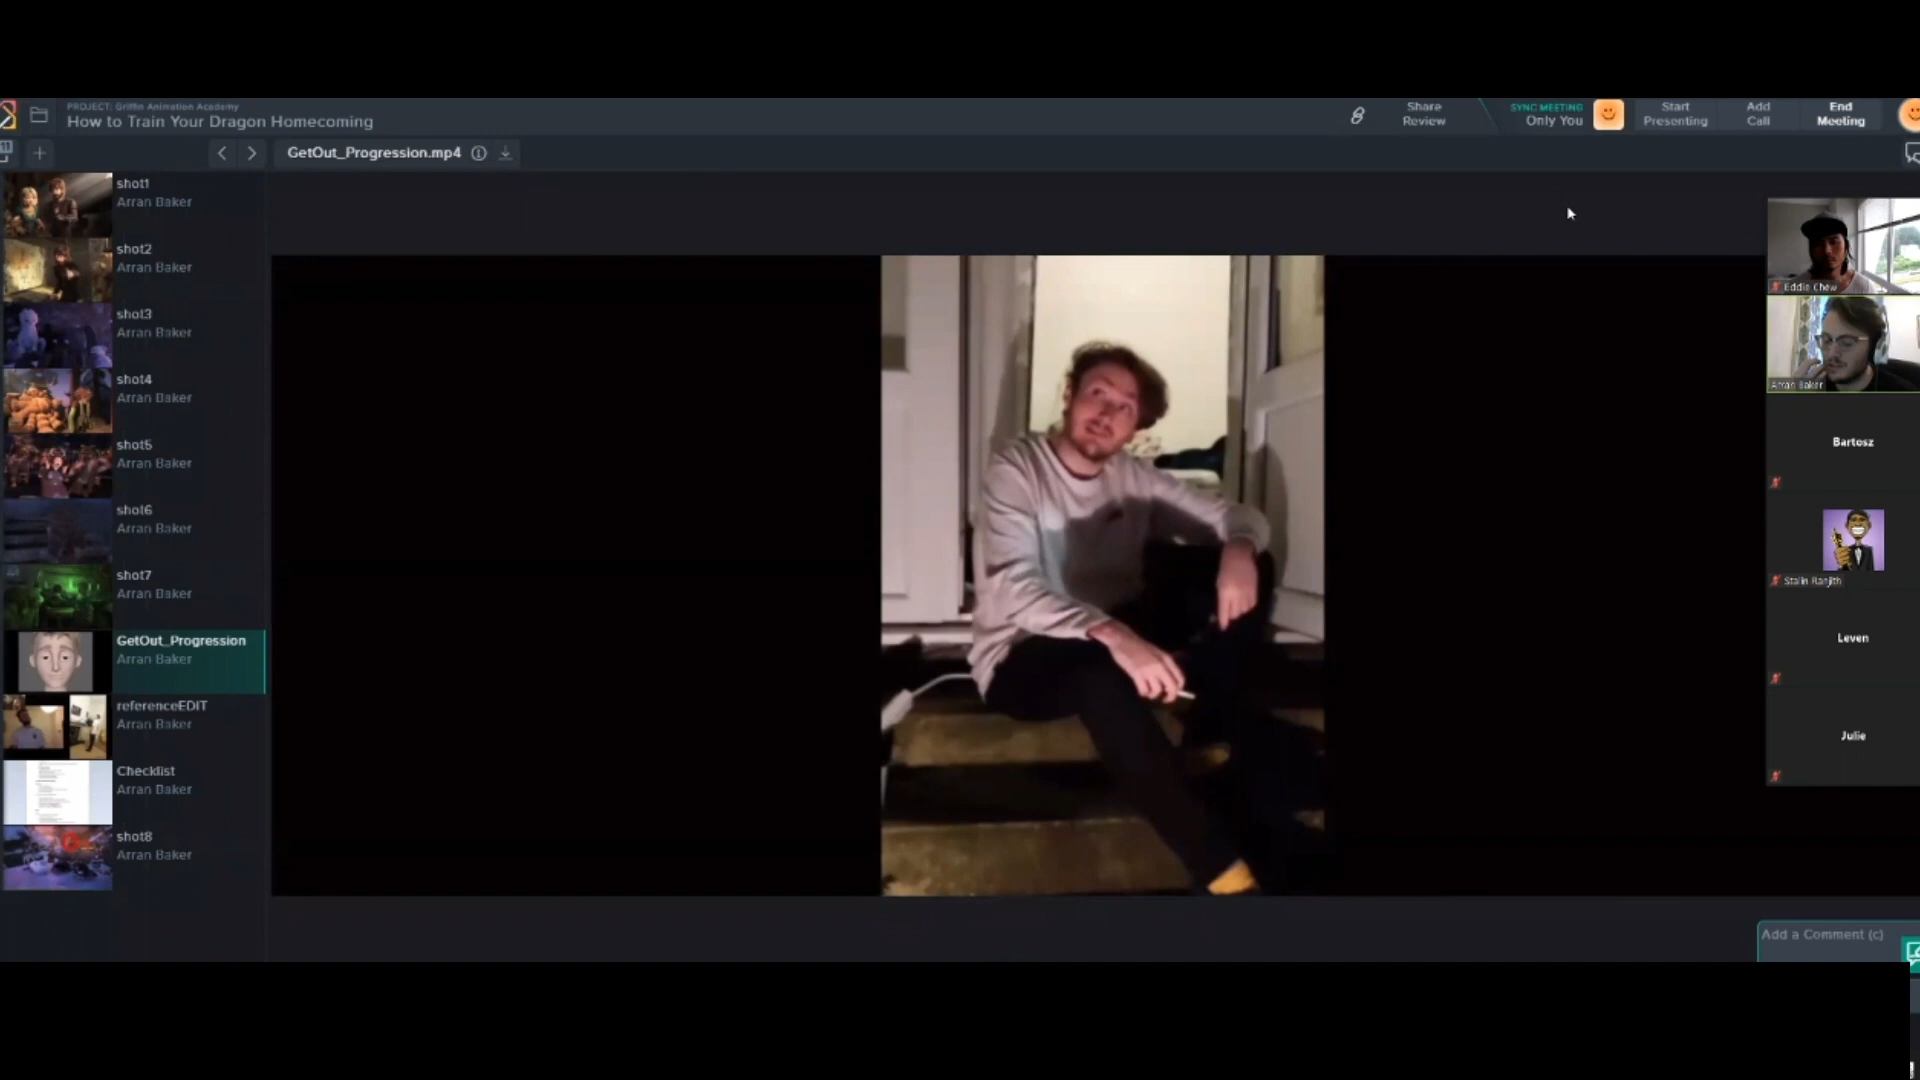 PROJECT: Griffin Animation Academy
How to Train Your Dragon Homecoming
Share
Review
SYNC MEETING
Only You
Start
Presenting
Add
Call
End
Meeting
11
GetOut_Progression.mp4
shot1
Arran Baker
shot2
Arran Baker
shot3
Arran Baker
shot4
Arran Baker
shot5
Arran Baker
shot6
Arran Baker
shot7
Arran Baker
GetOut_Progression
Arran Baker
referenceEDIT
Arran Baker
Checklist
Arran Baker
shot8
Arran Baker
Eddie Chew
Arran Baker
Bartosz
Stalin Ranjith
Leven
Julie
Add a Comment (c)